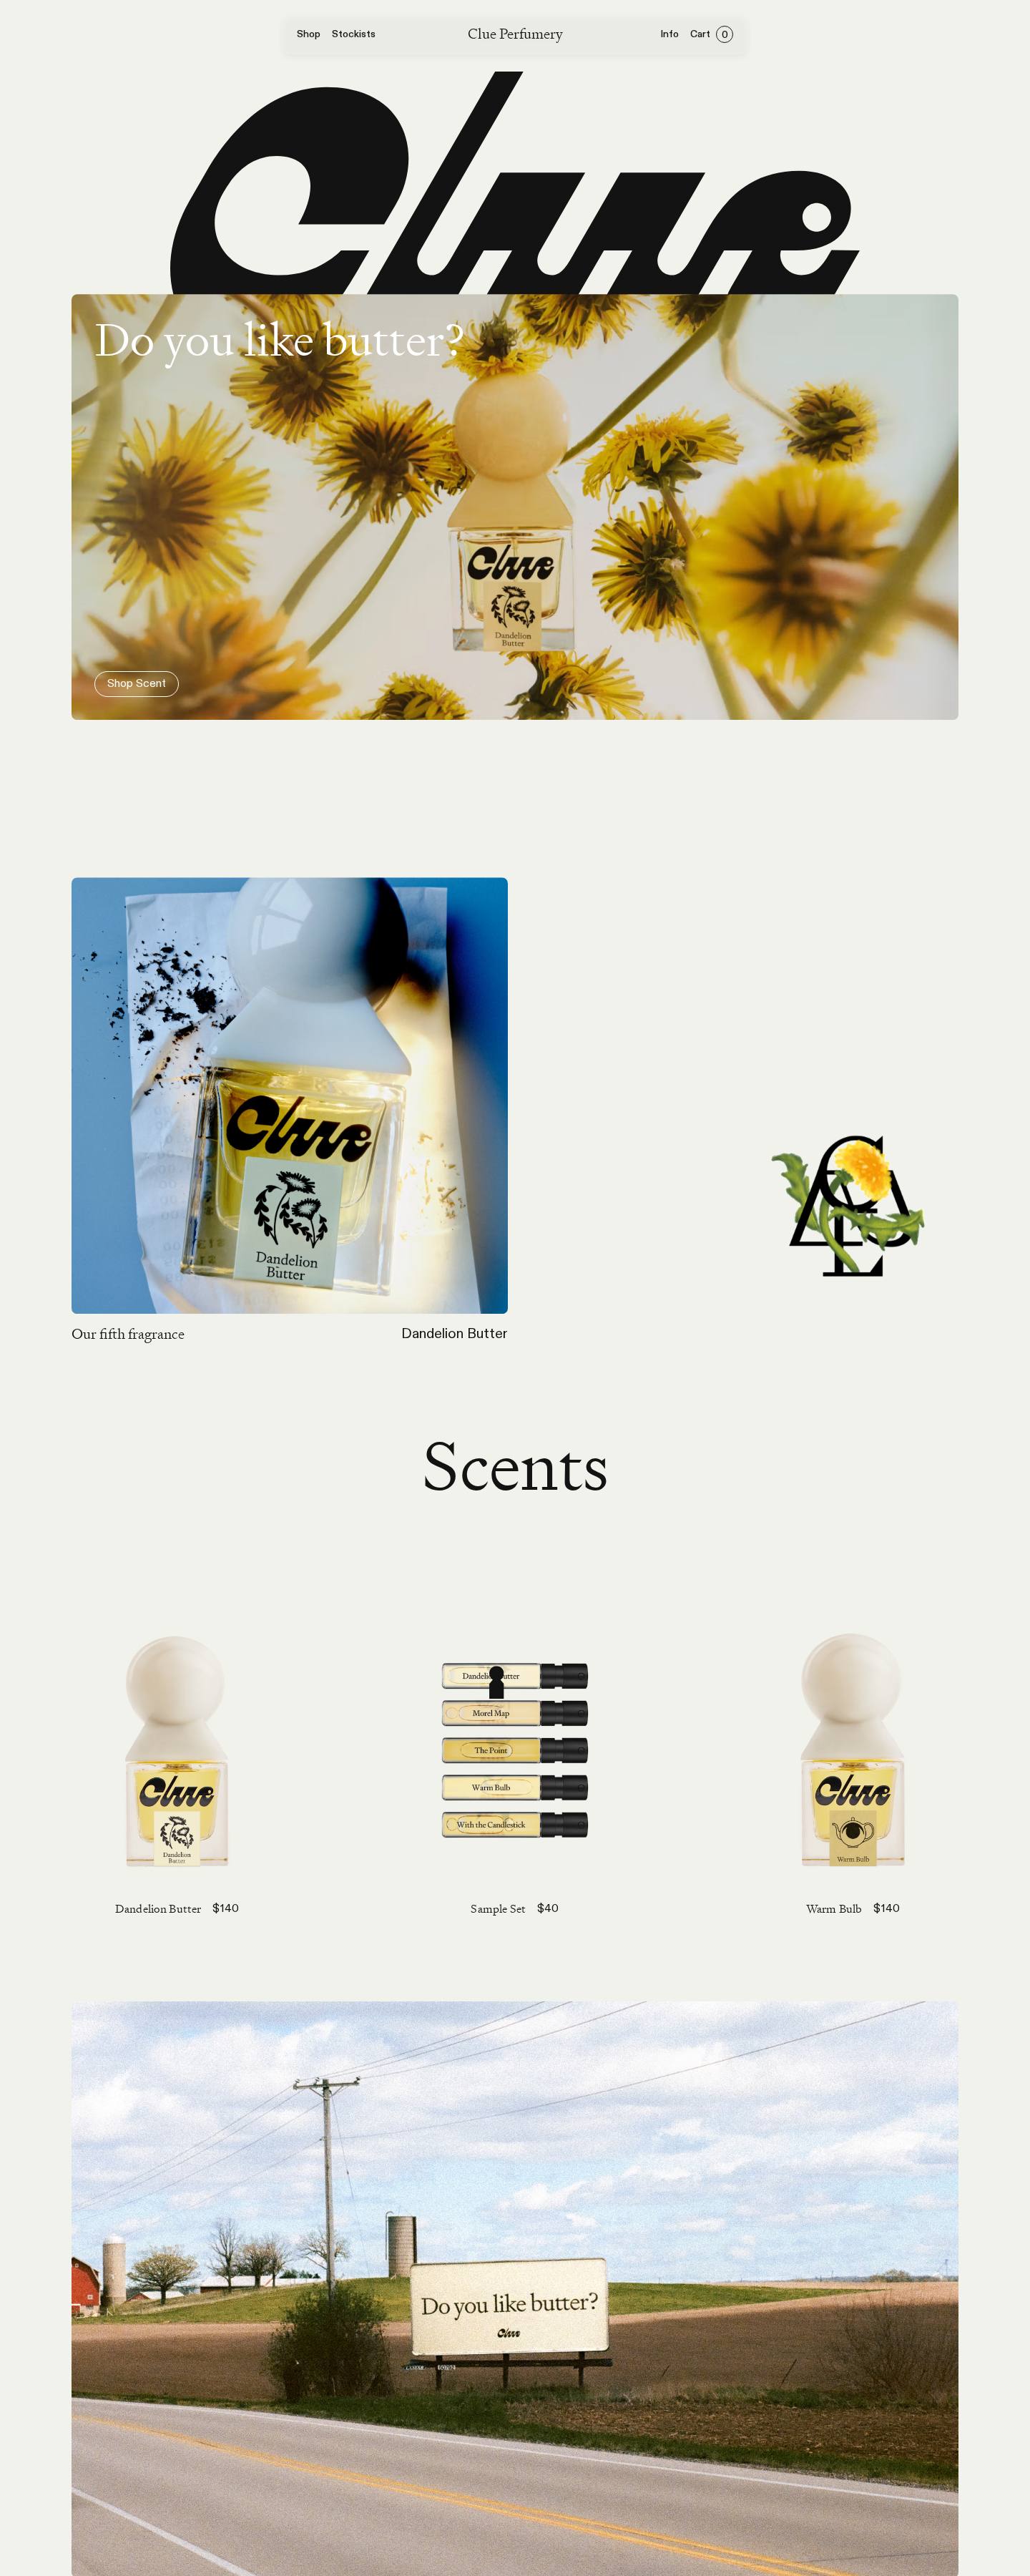 Shop Stockists Clue Perfumery Info Cart 0
Clue
Do you like butter?
Clue
Dandelion
Butter
Shop Scent
Clue
Dandelion
Butter
Our fifth fragrance Dandelion Butter
Scents
Clue
Dandelion
Butter
Morel Map
The Point
Warm Bulb
With the Candlestick
Clue
Warm Bulb
Dandelion Butter $140
Sample Set $40
Warm Bulb $140
Do you like butter?
Clue